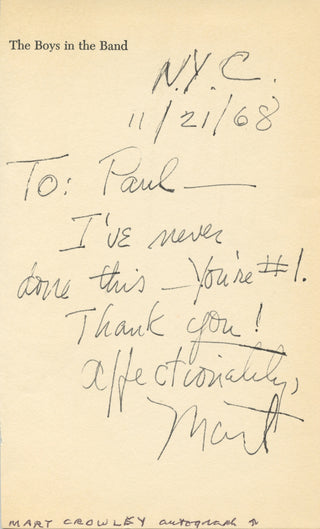 The Boys in the Band
N.Y.C.
11/21/68
To: Paul —
I've never
done this — You're #1.
Thank you!
Affectionately,
Mart
MART CROWLEY autograph ↑